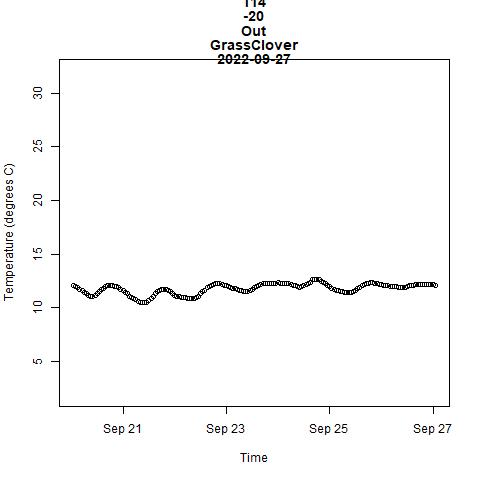 T14
-20
Out
GrassClover
2022-09-27
30
25
20
15
10
5
Temperature (degrees C)
Sep 21 Sep 23 Sep 25 Sep 27
Time